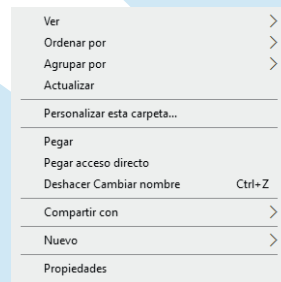 Ver
Ordenar por
Agrupar por
Actualizar
Personalizar esta carpeta...
Pegar
Pegar acceso directo
Deshacer Cambiar nombre Ctrl+Z
Compartir con
Nuevo
Propiedades